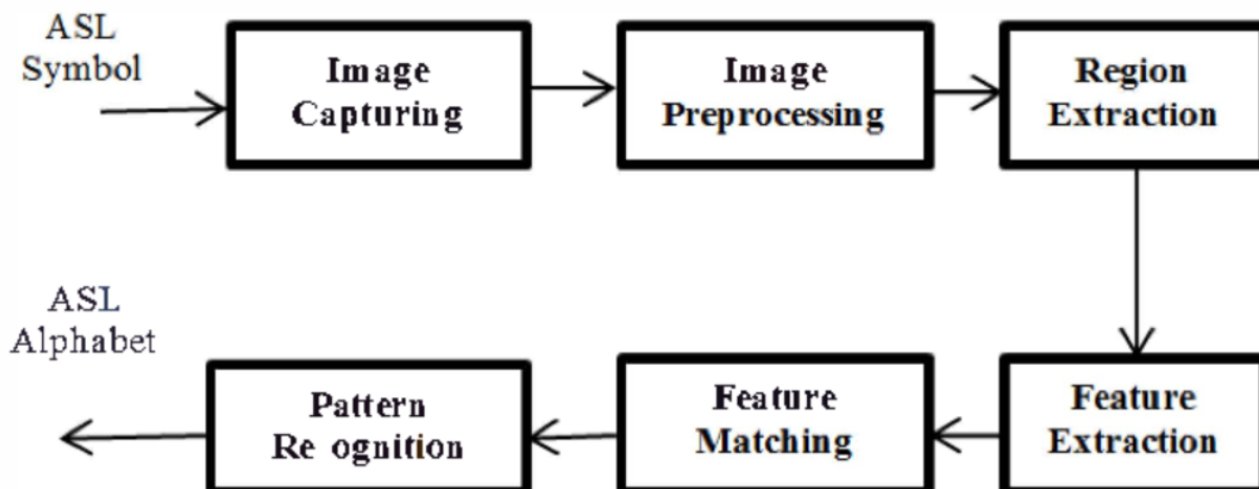 ASL
Symbol
Image
Capturing
Image
Preprocessing
Region
Extraction
ASL
Alphabet
Pattern
Re ognition
Feature
Matching
Feature
Extraction